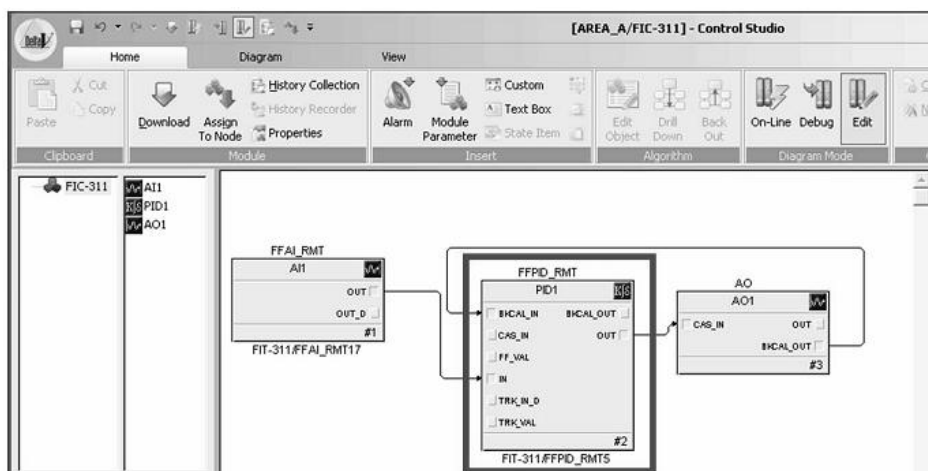 DeltaV
[AREA_A/FIC-311] - Control Studio
Home Diagram View
Paste
Cut
Copy
Clipboard
Download
Assign To Node
History Collection
History Recorder
Properties
Module
Alarm
Module Parameter
Custom
Text Box
State Item
Insert
Edit Object
Drill Down
Back Out
Algorithm
On-Line
Debug
Edit
Diagram Mode
FIC-311
AI1
PID1
AO1
FFAI_RMT
AI1
OUT
OUT_D
#1
FIT-311/FFAI_RMT17
FFPID_RMT
PID1
BKCAL_IN BKCAL_OUT
CAS_IN OUT
FF_VAL
IN
TRK_IN_D
TRK_VAL
#2
FIT-311/FFPID_RMT5
AO
AO1
CAS_IN OUT
BKCAL_OUT
#3